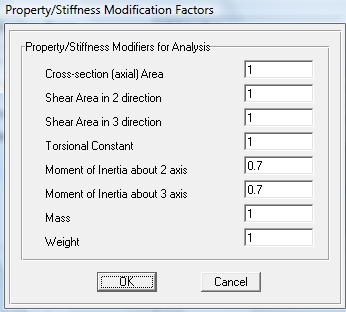 Property/Stiffness Modification Factors
Property/Stiffness Modifiers for Analysis
Cross-section (axial) Area 1
Shear Area in 2 direction 1
Shear Area in 3 direction 1
Torsional Constant 1
Moment of Inertia about 2 axis 0.7
Moment of Inertia about 3 axis 0.7
Mass 1
Weight 1
OK Cancel